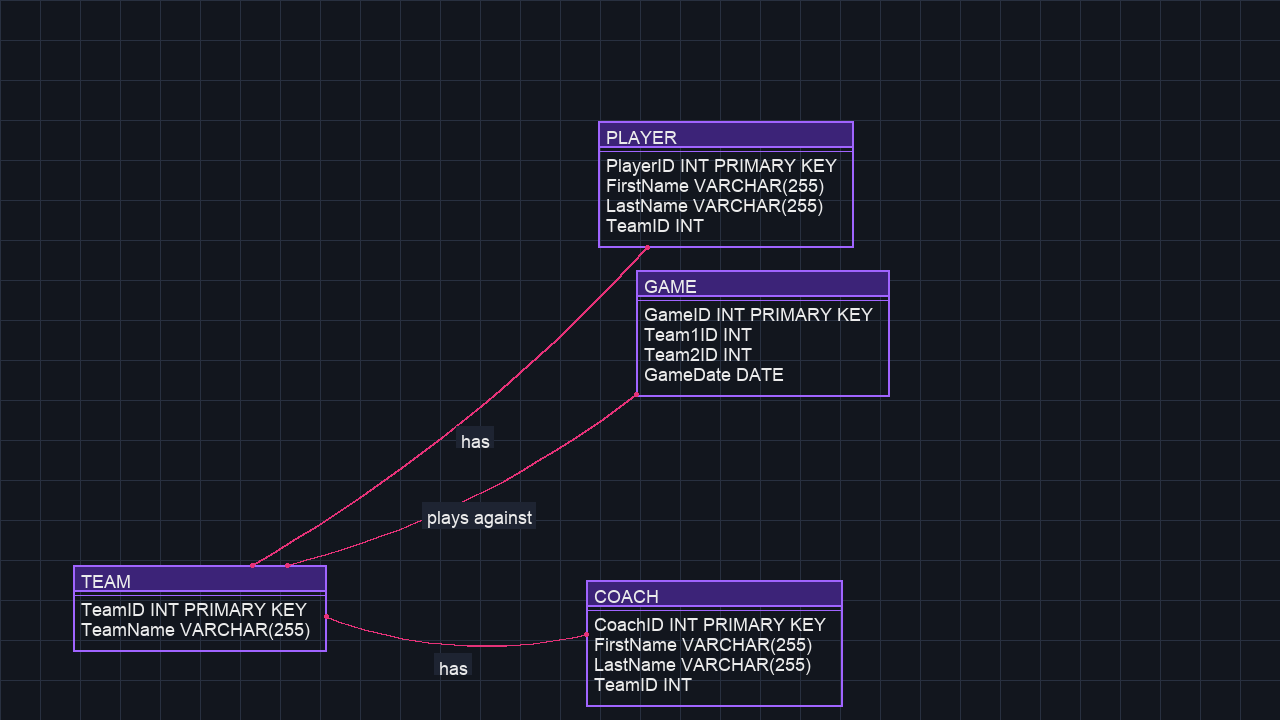 PLAYER
PlayerID INT PRIMARY KEY
FirstName VARCHAR(255)
LastName VARCHAR(255)
TeamID INT
GAME
GameID INT PRIMARY KEY
Team1ID INT
Team2ID INT
GameDate DATE
has
plays against
TEAM
TeamID INT PRIMARY KEY
TeamName VARCHAR(255)
has
COACH
CoachID INT PRIMARY KEY
FirstName VARCHAR(255)
LastName VARCHAR(255)
TeamID INT